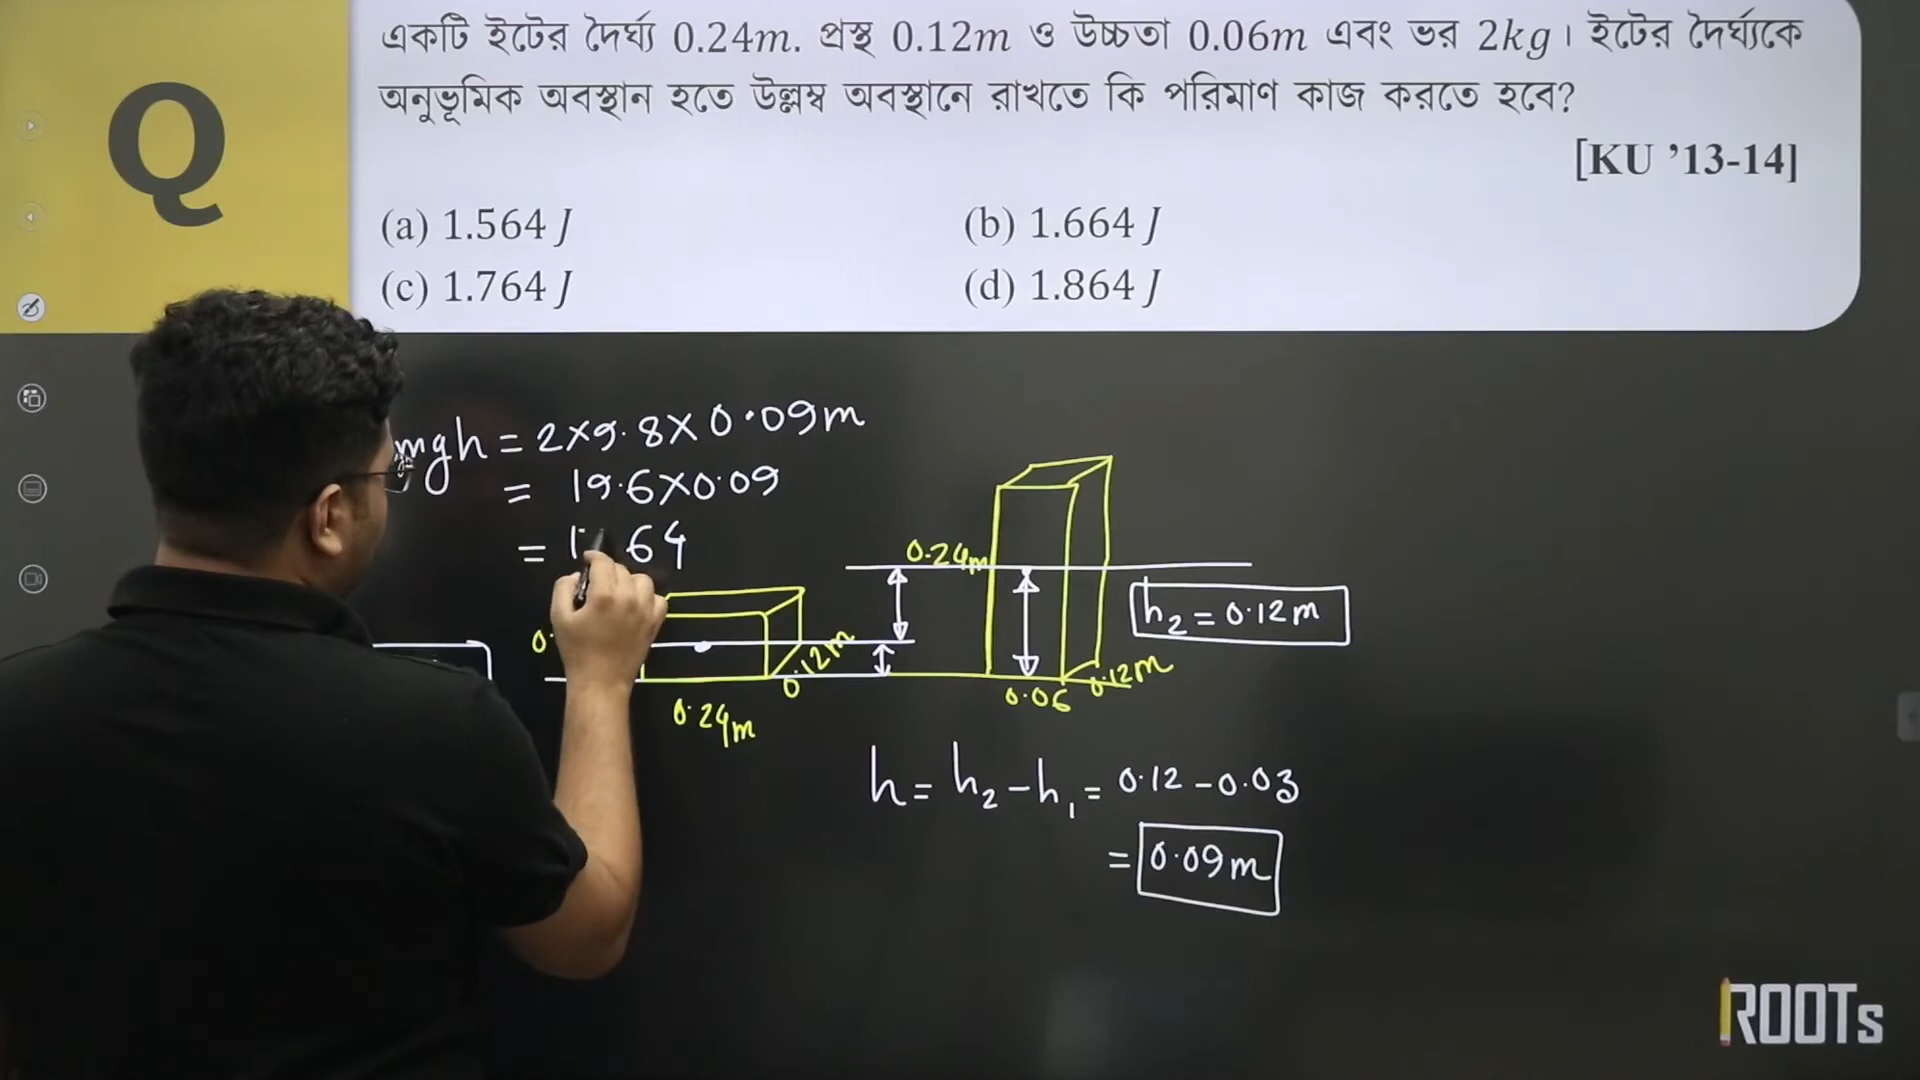 Q
একটি ইটের দৈর্ঘ্য 0.24m. প্রস্থ 0.12m ও উচ্চতা 0.06m এবং ভর 2kg। ইটের দৈর্ঘ্যকে
অনুভূমিক অবস্থান হতে উল্লম্ব অবস্থানে রাখতে কি পরিমাণ কাজ করতে হবে?
[KU ’13-14]
(a) 1.564 J
(b) 1.664 J
(c) 1.764 J
(d) 1.864 J
mgh = 2×9.8×0.09m
= 19.6×0.09
= 1 64
0.24m
h₂ = 0.12m
0.
0.12m
0.06
0.12m
0.24m
h = h₂ - h₁ = 0.12 - 0.03
= 0.09m
ROOTs